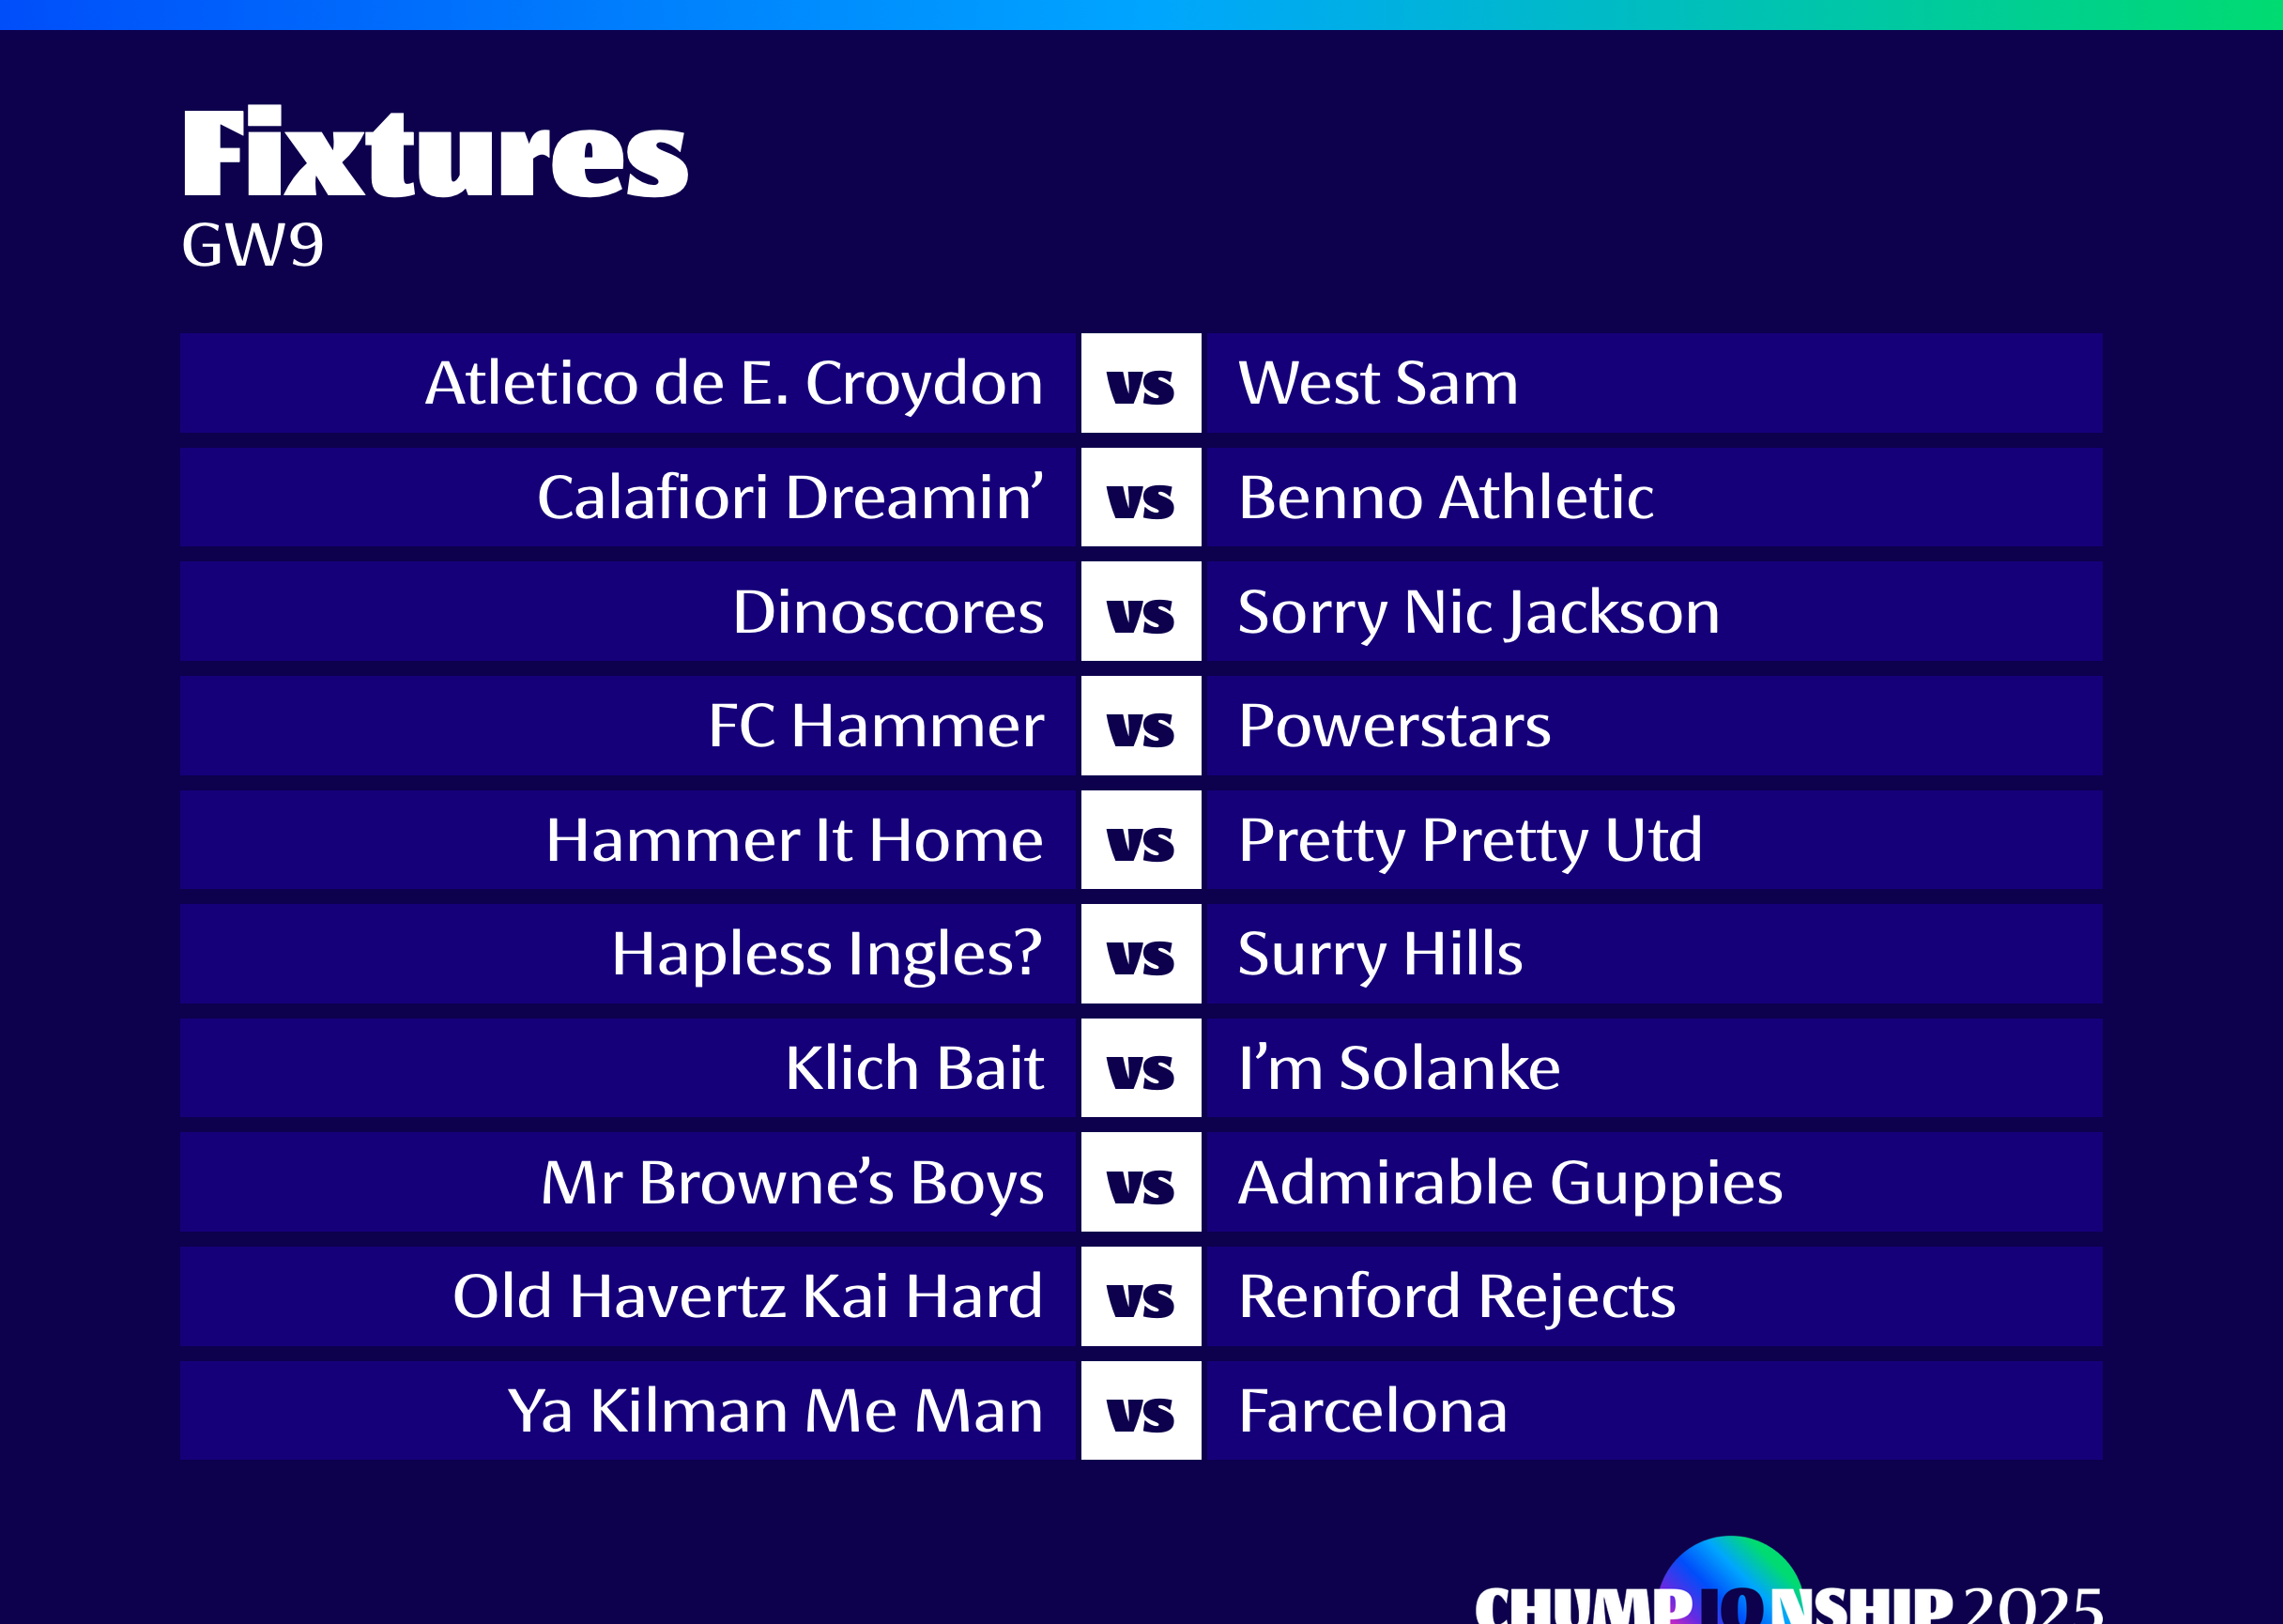 Fixtures
GW9
Atletico de E. Croydon vs West Sam
Calafiori Dreamin’ vs Benno Athletic
Dinoscores vs Sorry Nic Jackson
FC Hammer vs Powerstars
Hammer It Home vs Pretty Pretty Utd
Hapless Ingles? vs Surry Hills
Klich Bait vs I’m Solanke
Mr Browne’s Boys vs Admirable Guppies
Old Havertz Kai Hard vs Renford Rejects
Ya Kilman Me Man vs Farcelona
CHUMPIONSHIP 2025